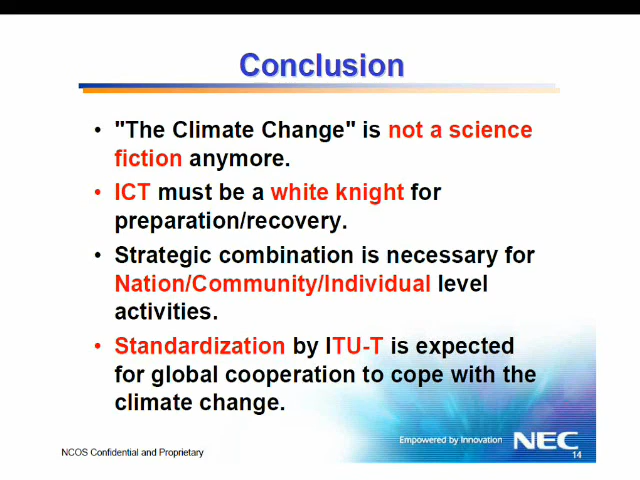 Conclusion
• "The Climate Change" is not a science
fiction anymore.
• ICT must be a white knight for
preparation/recovery.
• Strategic combination is necessary for
Nation/Community/Individual level
activities.
• Standardization by ITU-T is expected
for global cooperation to cope with the
climate change.
Empowered by Innovation NEC
NCOS Confidential and Proprietary
14